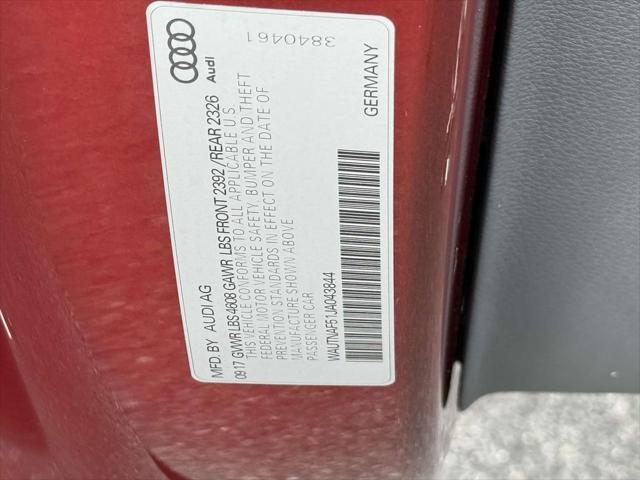 MFD. BY AUDI AG
09 17 GVWR LBS 4608 GAWR LBS FRONT 2392 / REAR 2326
THIS VEHICLE CONFORMS TO ALL APPLICABLE U S
FEDERAL MOTOR VEHICLE SAFETY, BUMPER AND THEFT
PREVENTION STANDARDS IN EFFECT ON THE DATE OF
MANUFACTURE SHOWN ABOVE
PASSENGER CAR
WAUTNAF51JA043844
GERMANY
Audi
3840461